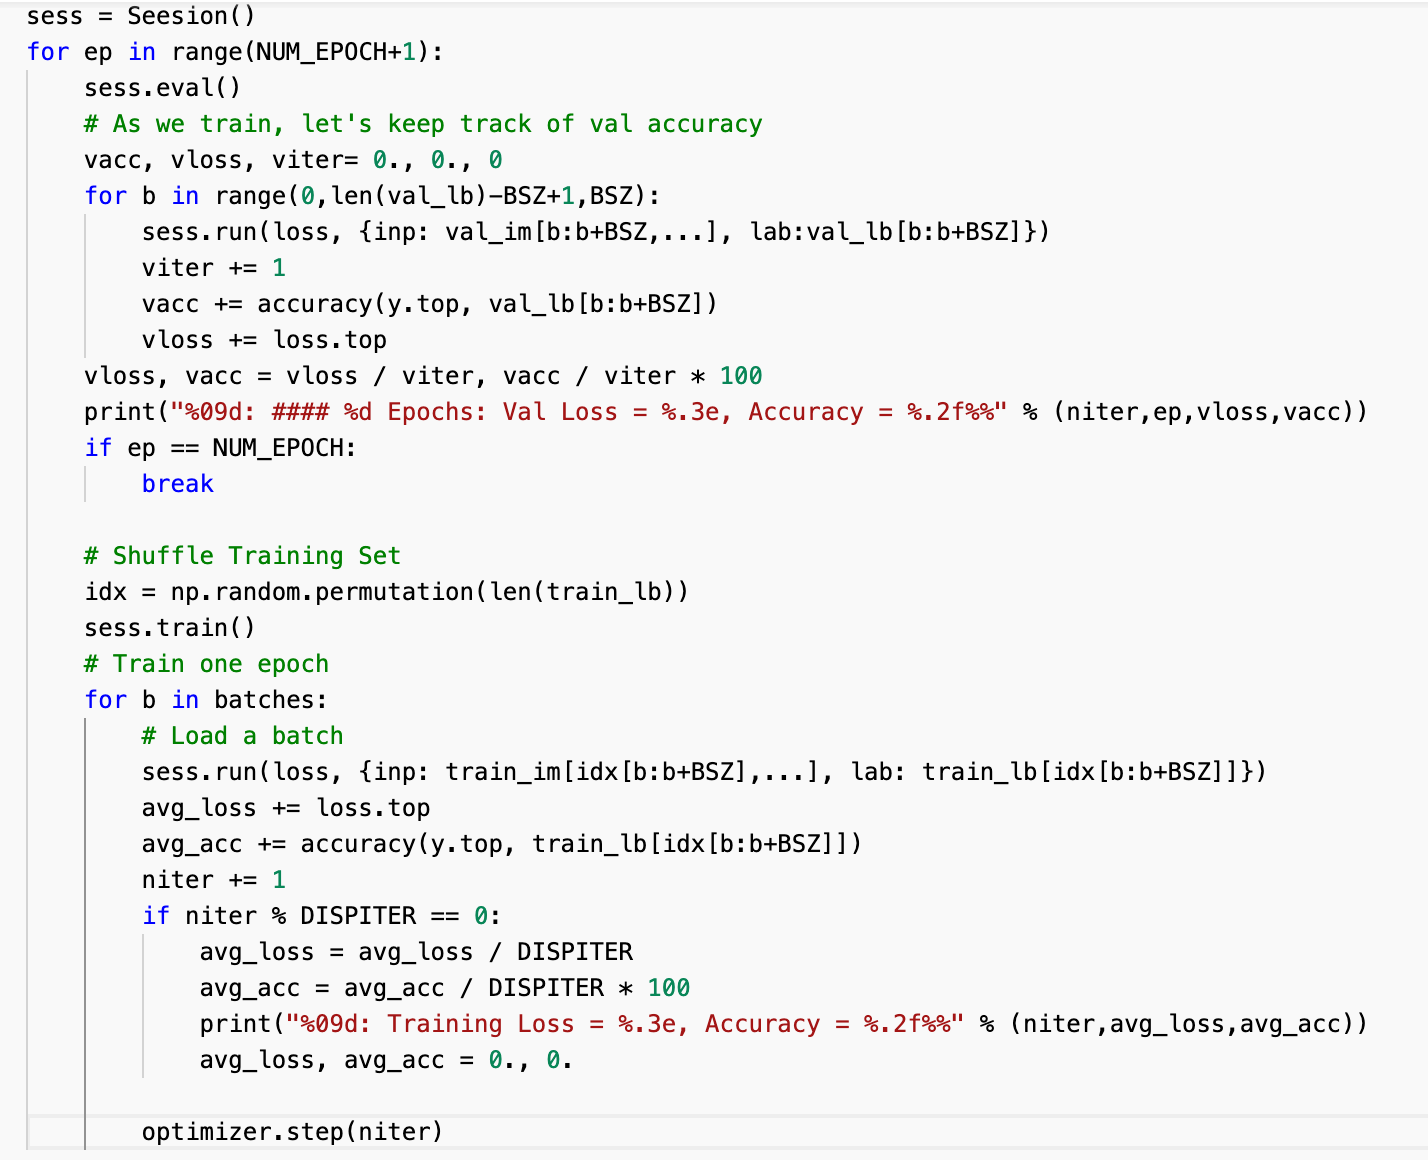 sess = Seesion()
for ep in range(NUM_EPOCH+1):
    sess.eval()
    # As we train, let's keep track of val accuracy
    vacc, vloss, viter= 0., 0., 0
    for b in range(0,len(val_lb)-BSZ+1,BSZ):
        sess.run(loss, {inp: val_im[b:b+BSZ,...], lab:val_lb[b:b+BSZ]})
        viter += 1
        vacc += accuracy(y.top, val_lb[b:b+BSZ])
        vloss += loss.top
    vloss, vacc = vloss / viter, vacc / viter * 100
    print("%09d: #### %d Epochs: Val Loss = %.3e, Accuracy = %.2f%%" % (niter,ep,vloss,vacc))
    if ep == NUM_EPOCH:
        break

    # Shuffle Training Set
    idx = np.random.permutation(len(train_lb))
    sess.train()
    # Train one epoch
    for b in batches:
        # Load a batch
        sess.run(loss, {inp: train_im[idx[b:b+BSZ],...], lab: train_lb[idx[b:b+BSZ]]})
        avg_loss += loss.top
        avg_acc += accuracy(y.top, train_lb[idx[b:b+BSZ]])
        niter += 1
        if niter % DISPITER == 0:
            avg_loss = avg_loss / DISPITER
            avg_acc = avg_acc / DISPITER * 100
            print("%09d: Training Loss = %.3e, Accuracy = %.2f%%" % (niter,avg_loss,avg_acc))
            avg_loss, avg_acc = 0., 0.

        optimizer.step(niter)